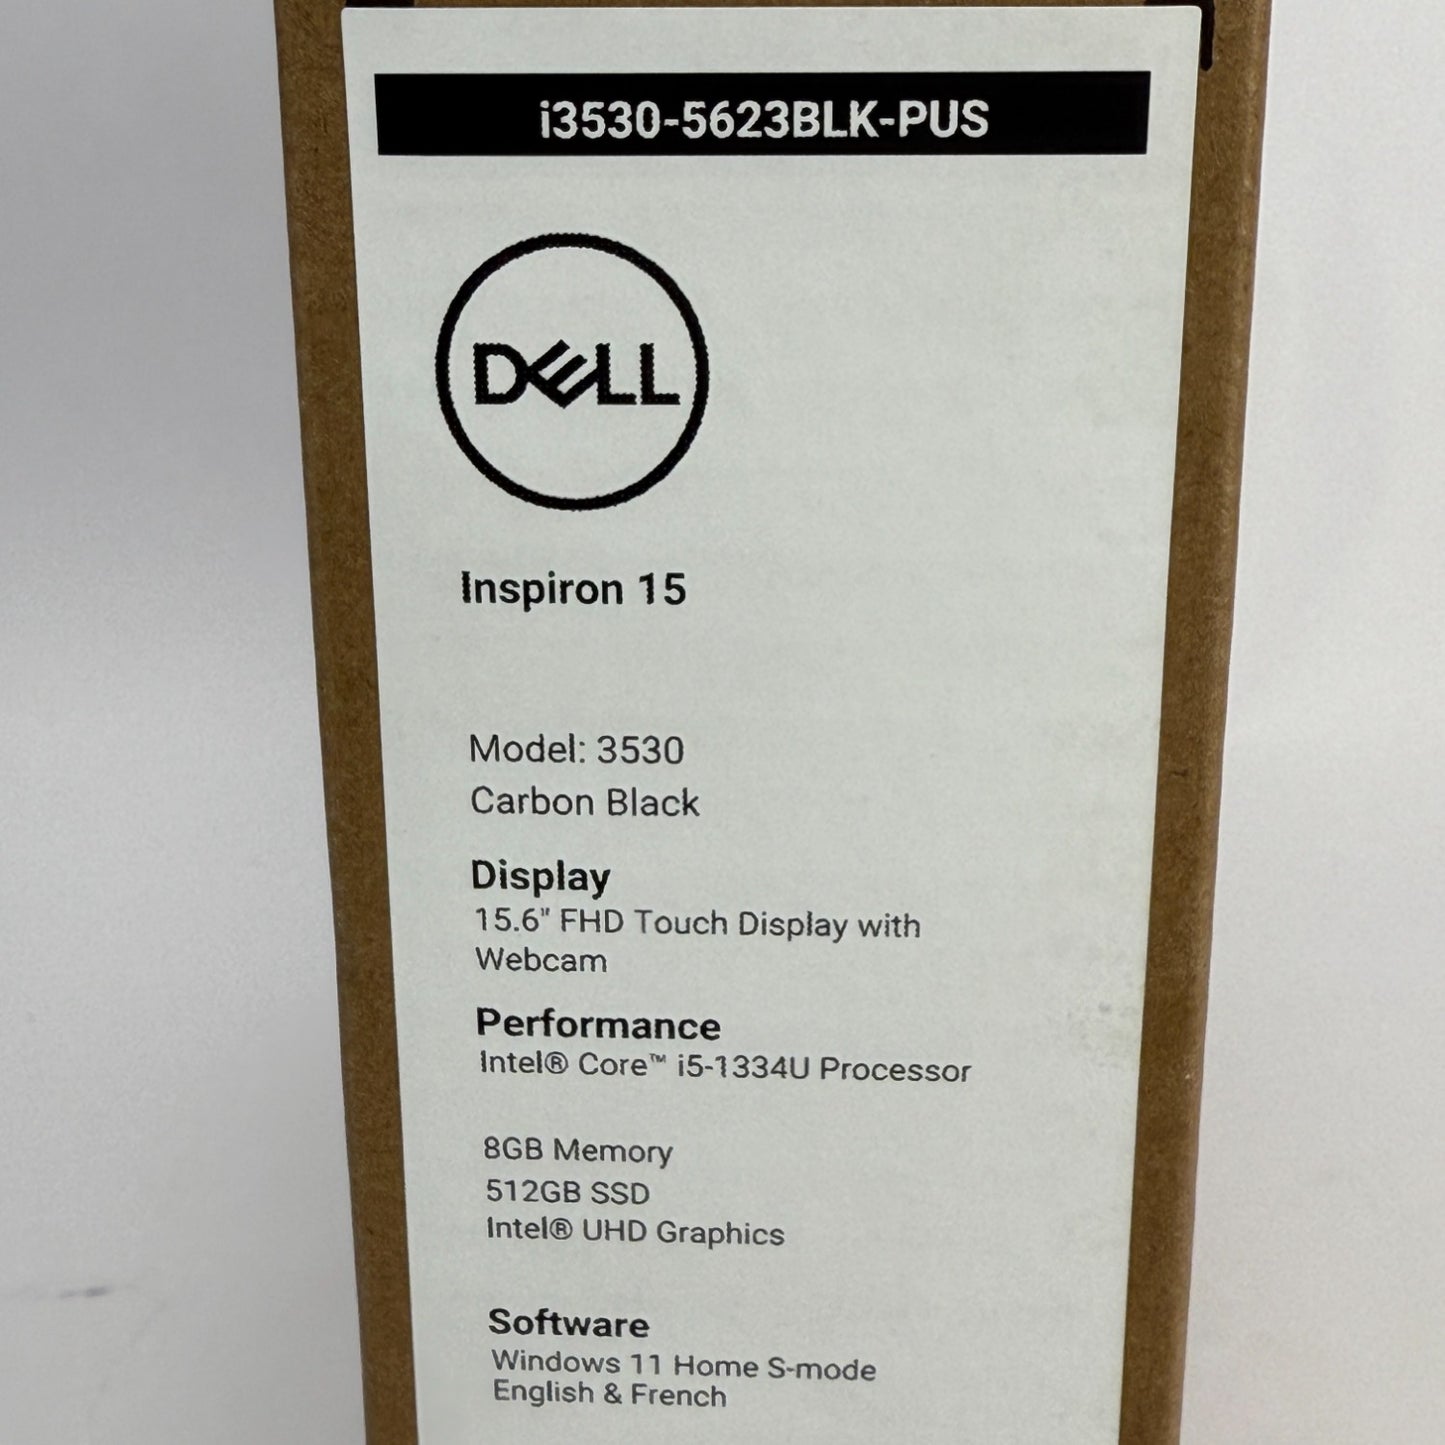 i3530-5623BLK-PUS
DELL
Inspiron 15
Model: 3530
Carbon Black
Display
15.6" FHD Touch Display with
Webcam
Performance
Intel® Core™ i5-1334U Processor
8GB Memory
512GB SSD
Intel® UHD Graphics
Software
Windows 11 Home S-mode
English & French